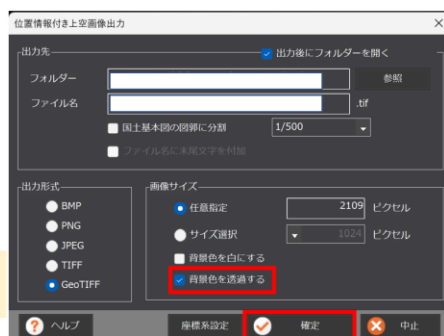 位置情報付き上空画像出力
出力先
出力後にフォルダーを開く
フォルダー
参照
ファイル名
.tif
国土基本図の図郭に分割
1/500
ファイル名に末尾文字を付加
出力形式
BMP
PNG
JPEG
TIFF
GeoTIFF
画像サイズ
任意指定
2109
ピクセル
サイズ選択
1024
ピクセル
背景色を白にする
背景色を透過する
ヘルプ
座標系設定
確定
中止